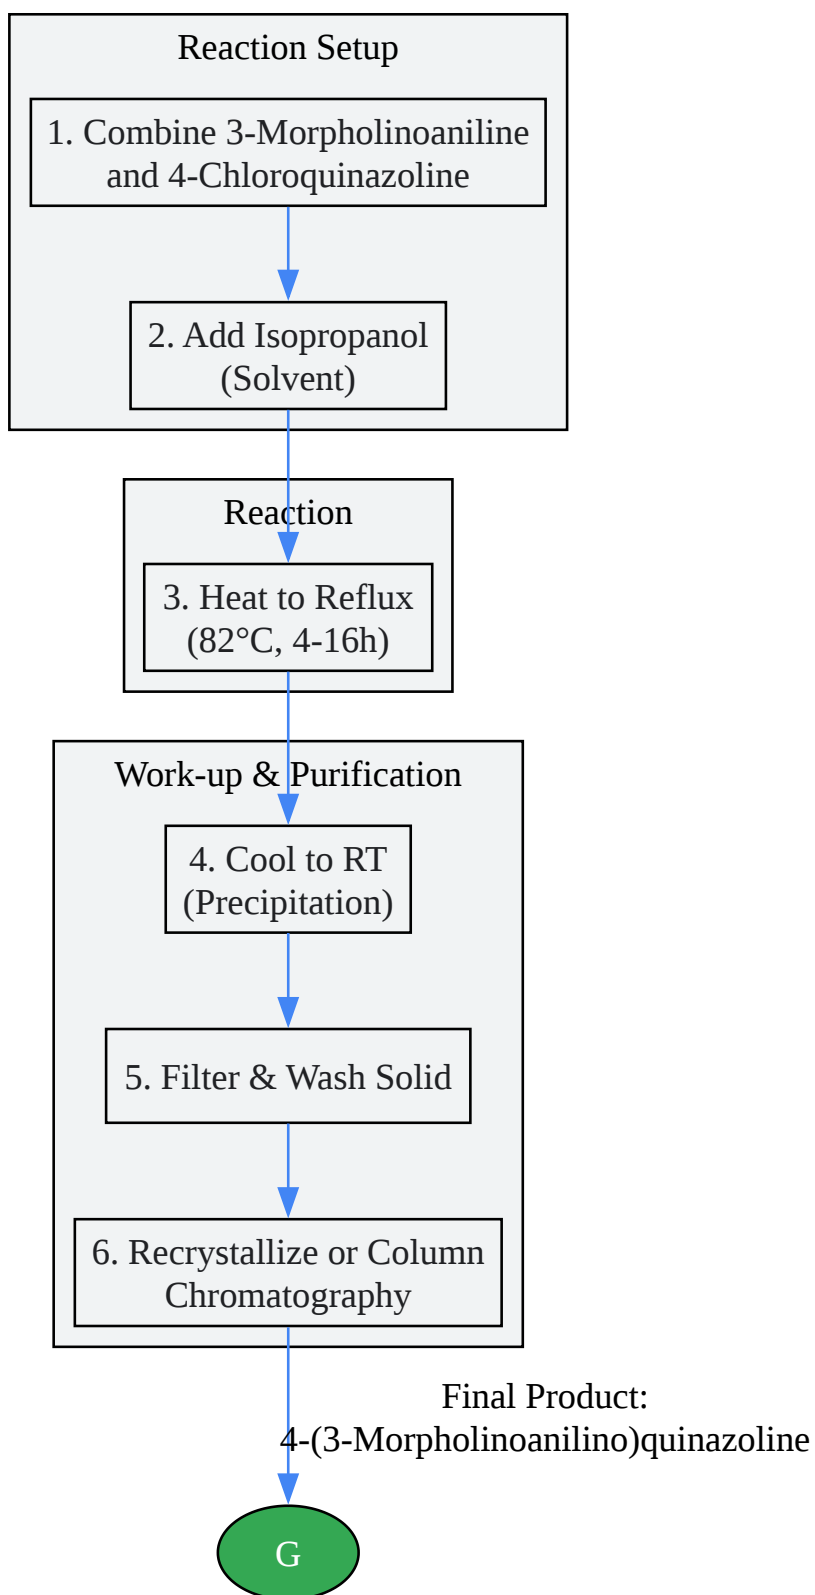 Reaction Setup
1. Combine 3-Morpholinoaniline
and 4-Chloroquinazoline
2. Add Isopropanol
(Solvent)
Reaction
3. Heat to Reflux
(82°C, 4-16h)
Work-up & Purification
4. Cool to RT
(Precipitation)
5. Filter & Wash Solid
6. Recrystallize or Column
Chromatography
Final Product:
4-(3-Morpholinoanilino)quinazoline
G